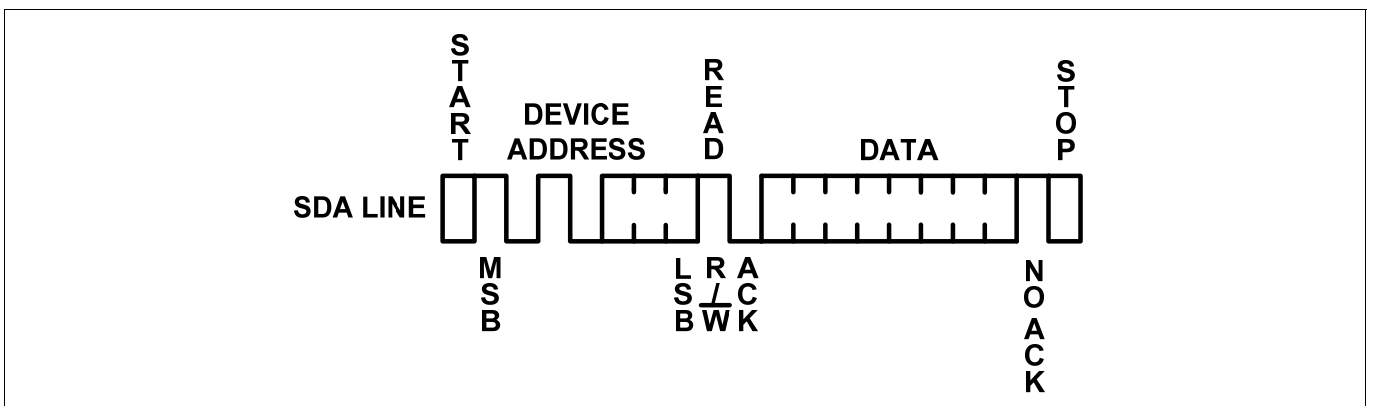 START
DEVICE
ADDRESS
READ
DATA
STOP
SDA LINE
MSB
LSB
R/W
ACK
NO ACK